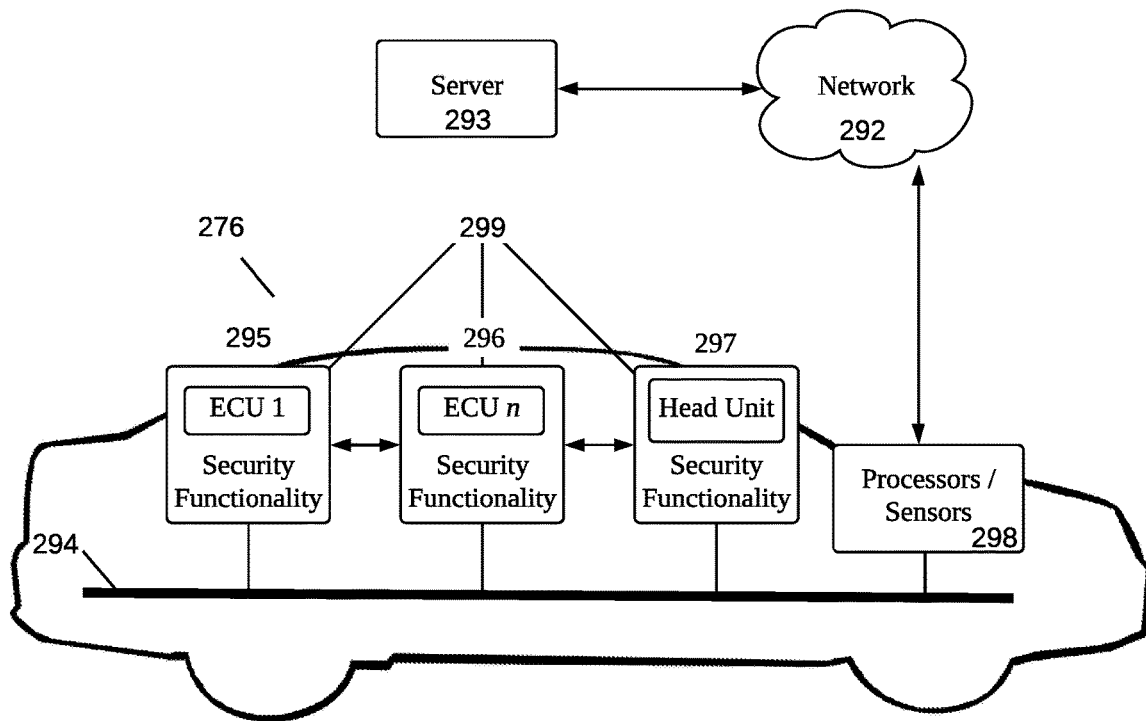 Server
293
Network
292
276
299
295
296
297
ECU 1
Security
Functionality
ECU n
Security
Functionality
Head Unit
Security
Functionality
Processors /
Sensors
298
294